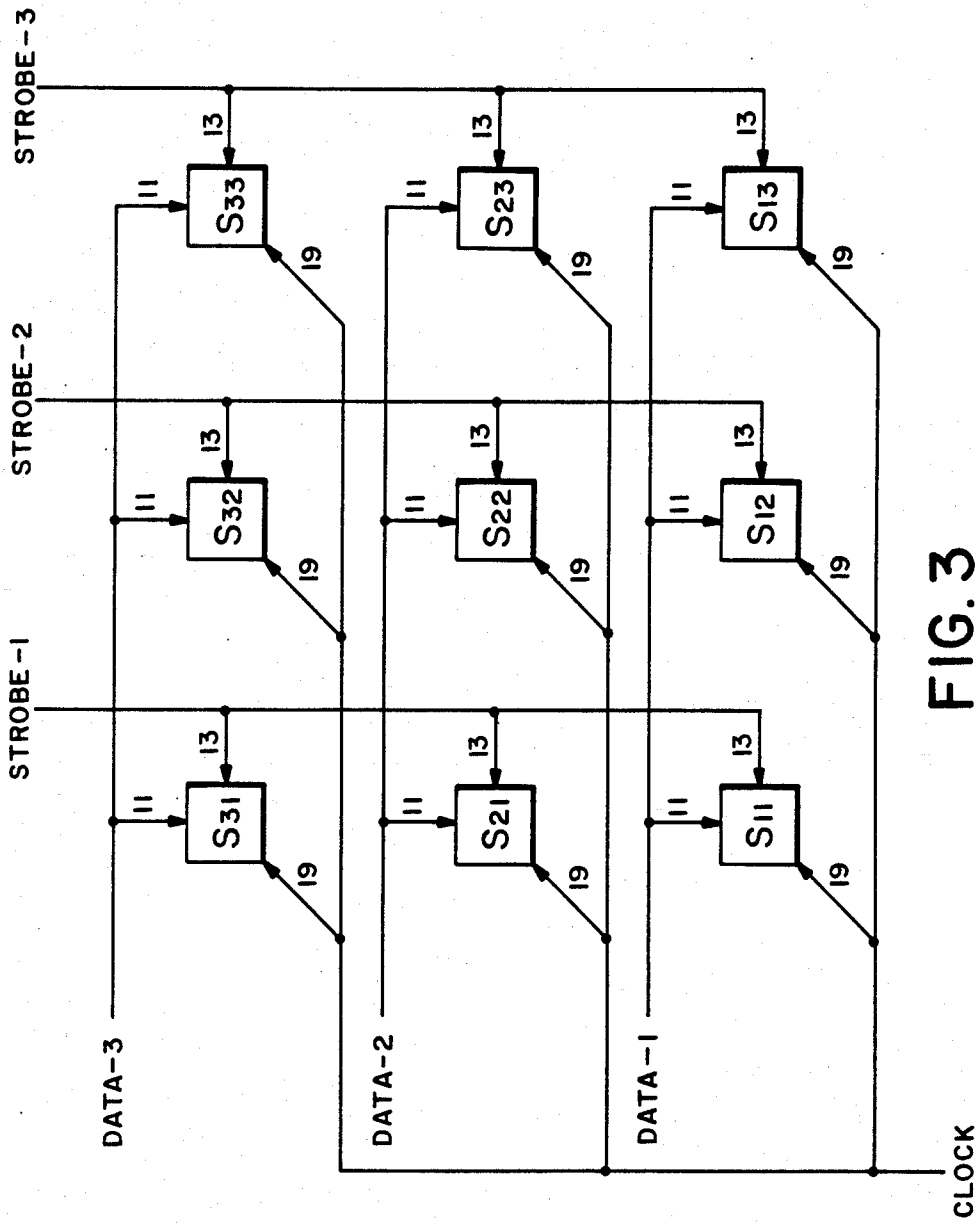 STROBE-1
STROBE-2
STROBE-3
DATA-3
11
11
11
13
13
13
S31
S32
S33
19
19
19
DATA-2
11
11
11
13
13
13
S21
S22
S23
19
19
19
DATA-1
11
11
11
13
13
13
S11
S12
S13
19
19
19
CLOCK
FIG. 3